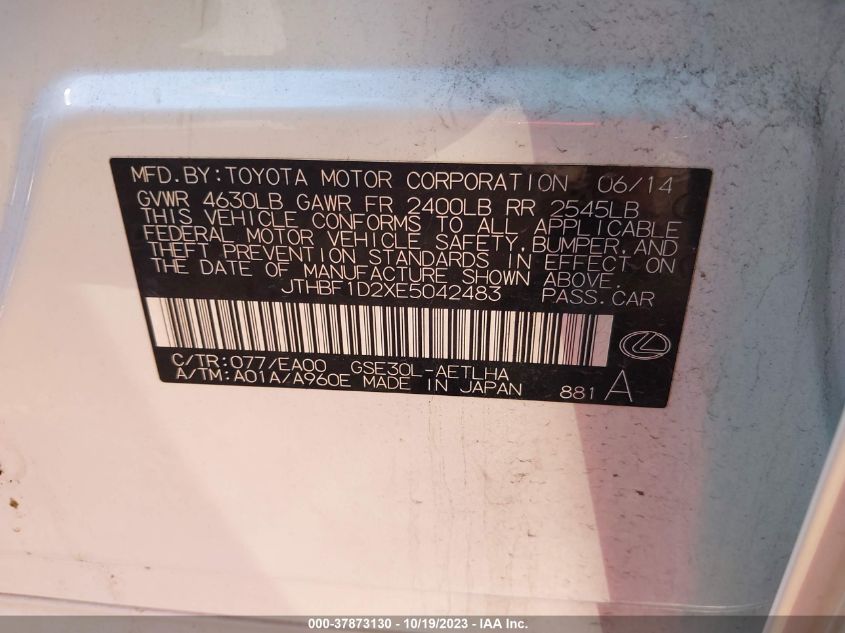 MFD.BY:TOYOTA MOTOR CORPORATION 06/14
GVWR 4630LB GAWR FR 2400LB RR 2545LB
THIS VEHICLE CONFORMS TO ALL APPLICABLE
FEDERAL MOTOR VEHICLE SAFETY,BUMPER,AND
THEFT PREVENTION STANDARDS IN EFFECT ON
THE DATE OF MANUFACTURE SHOWN ABOVE.
JTHBF1D2XE5042483 PASS.CAR
C/TR:077/EA00 GSE30L-AETLHA
A/TM:A01A/A960E MADE IN JAPAN 881 A
000-37873130 - 10/19/2023 - IAA Inc.